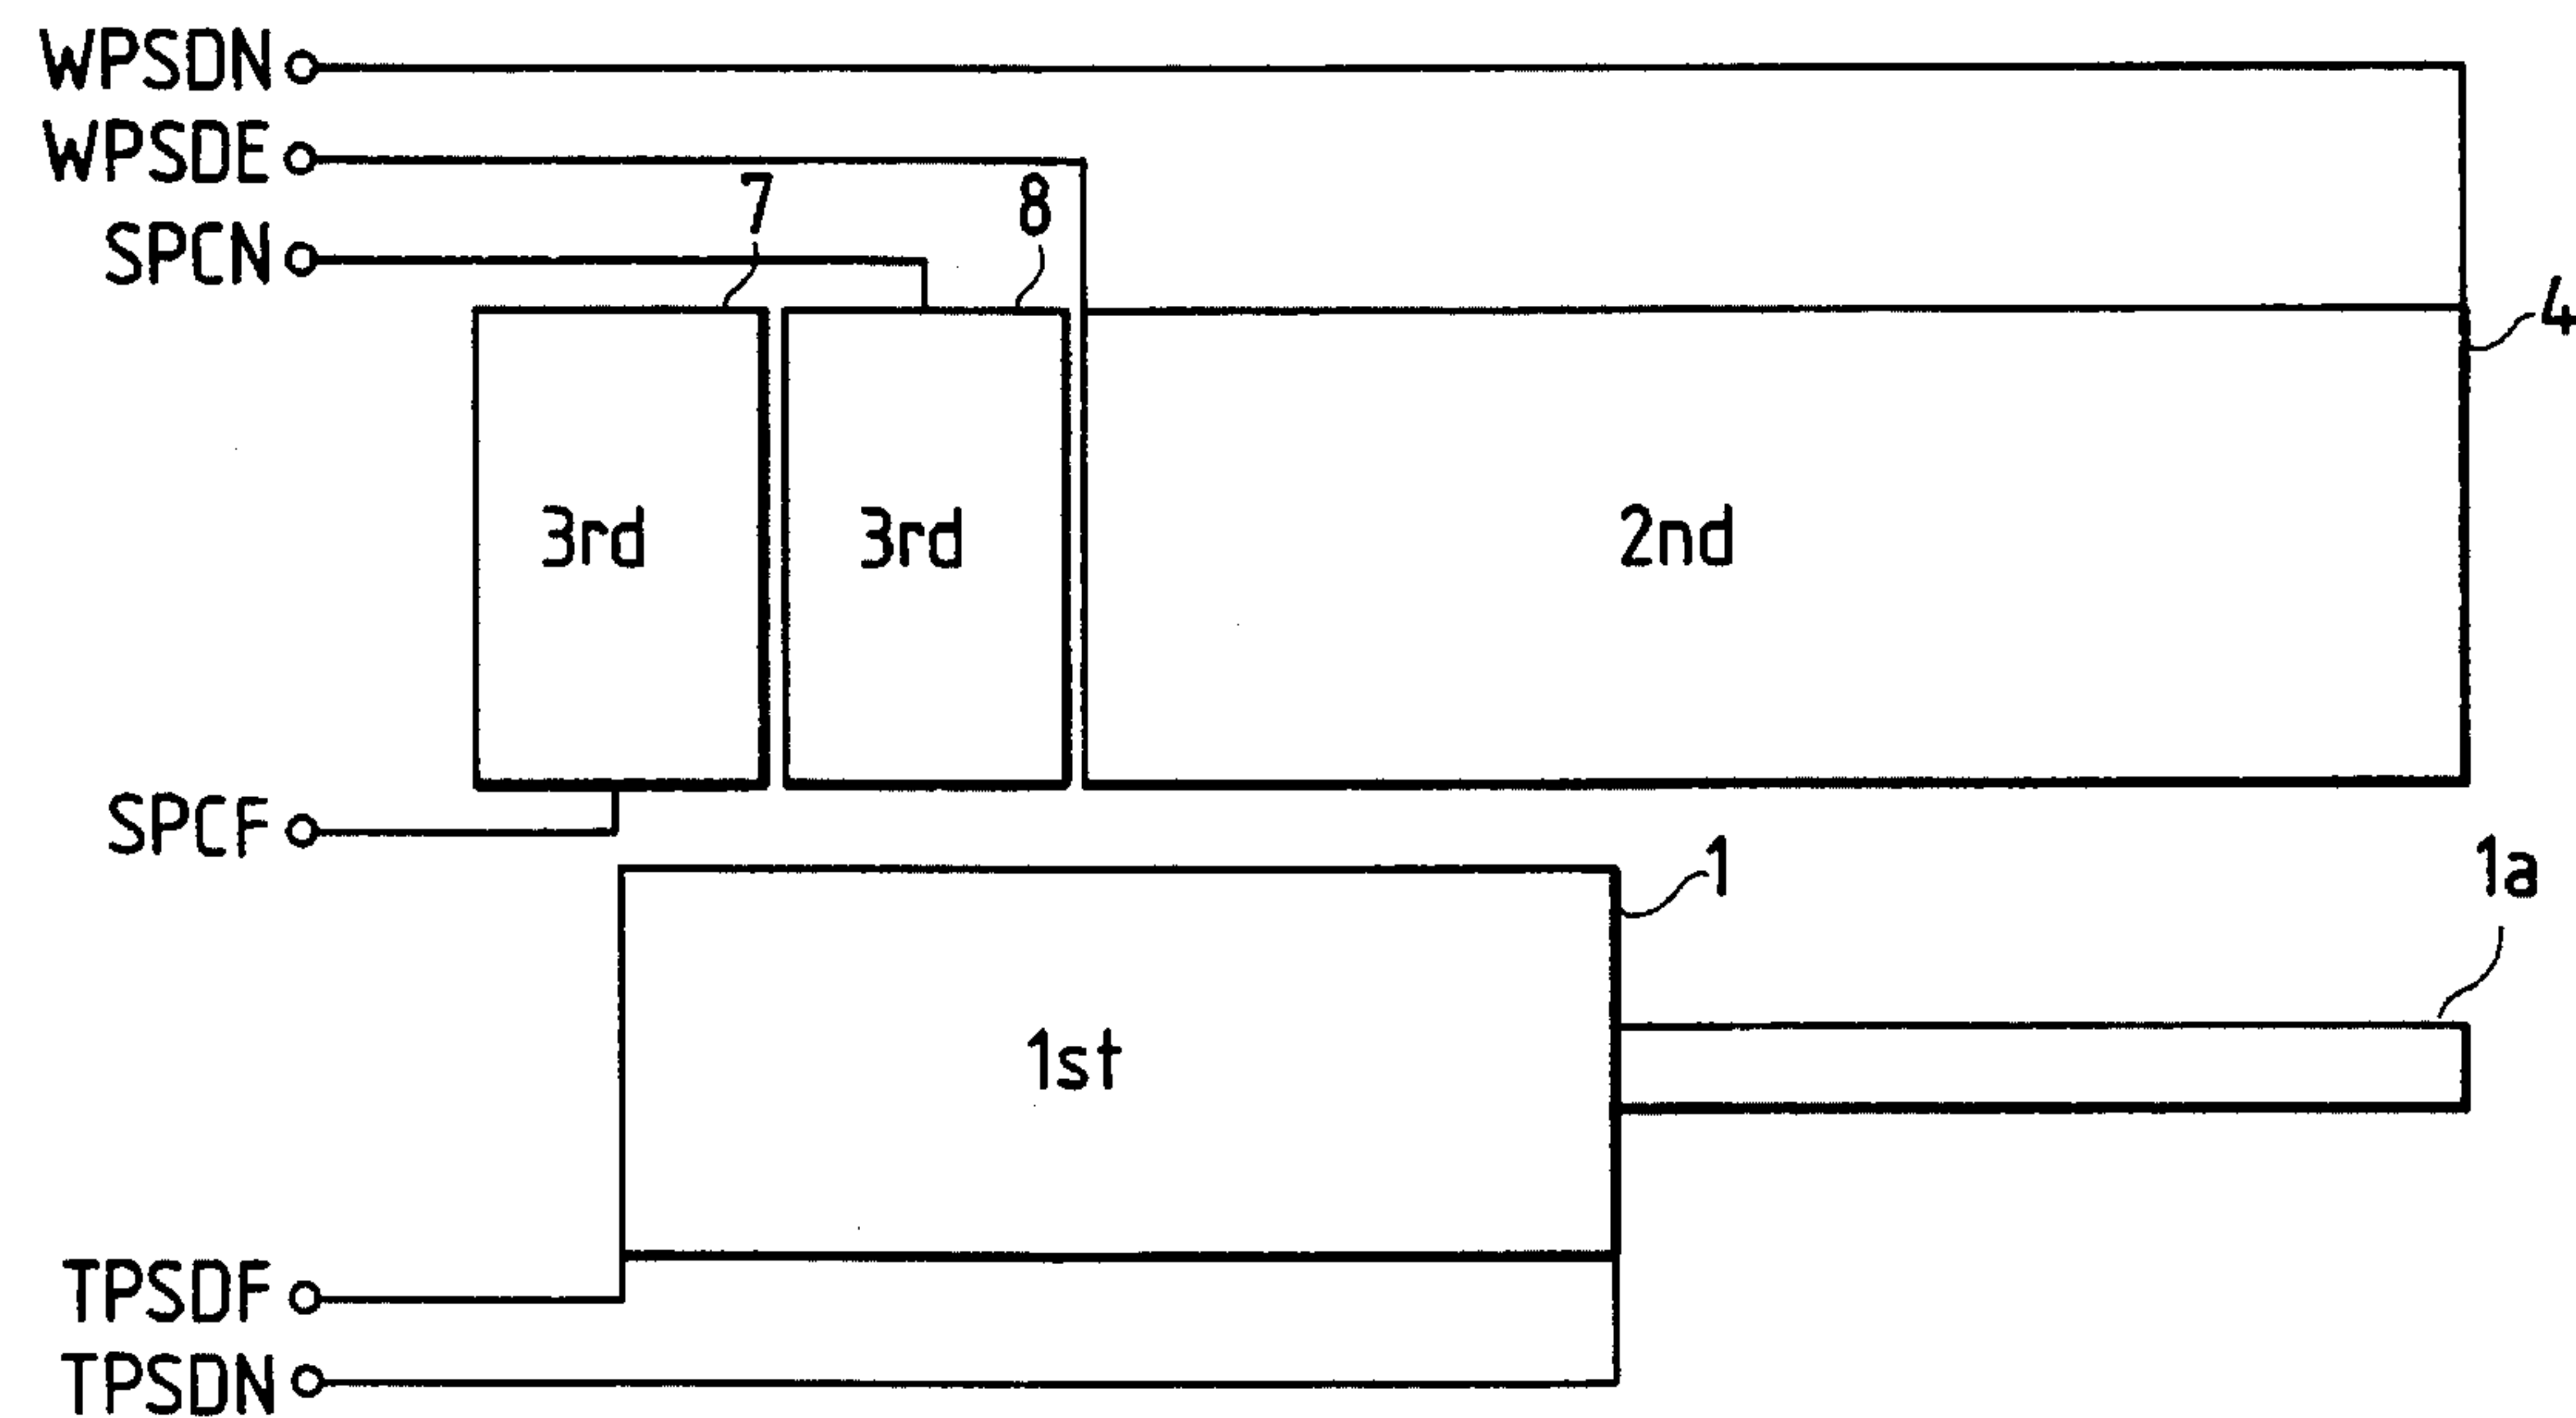 WPSDN
WPSDE
7
8
SPCN
4
3rd
3rd
2nd
SPCF
1
1a
1st
TPSDF
TPSDN